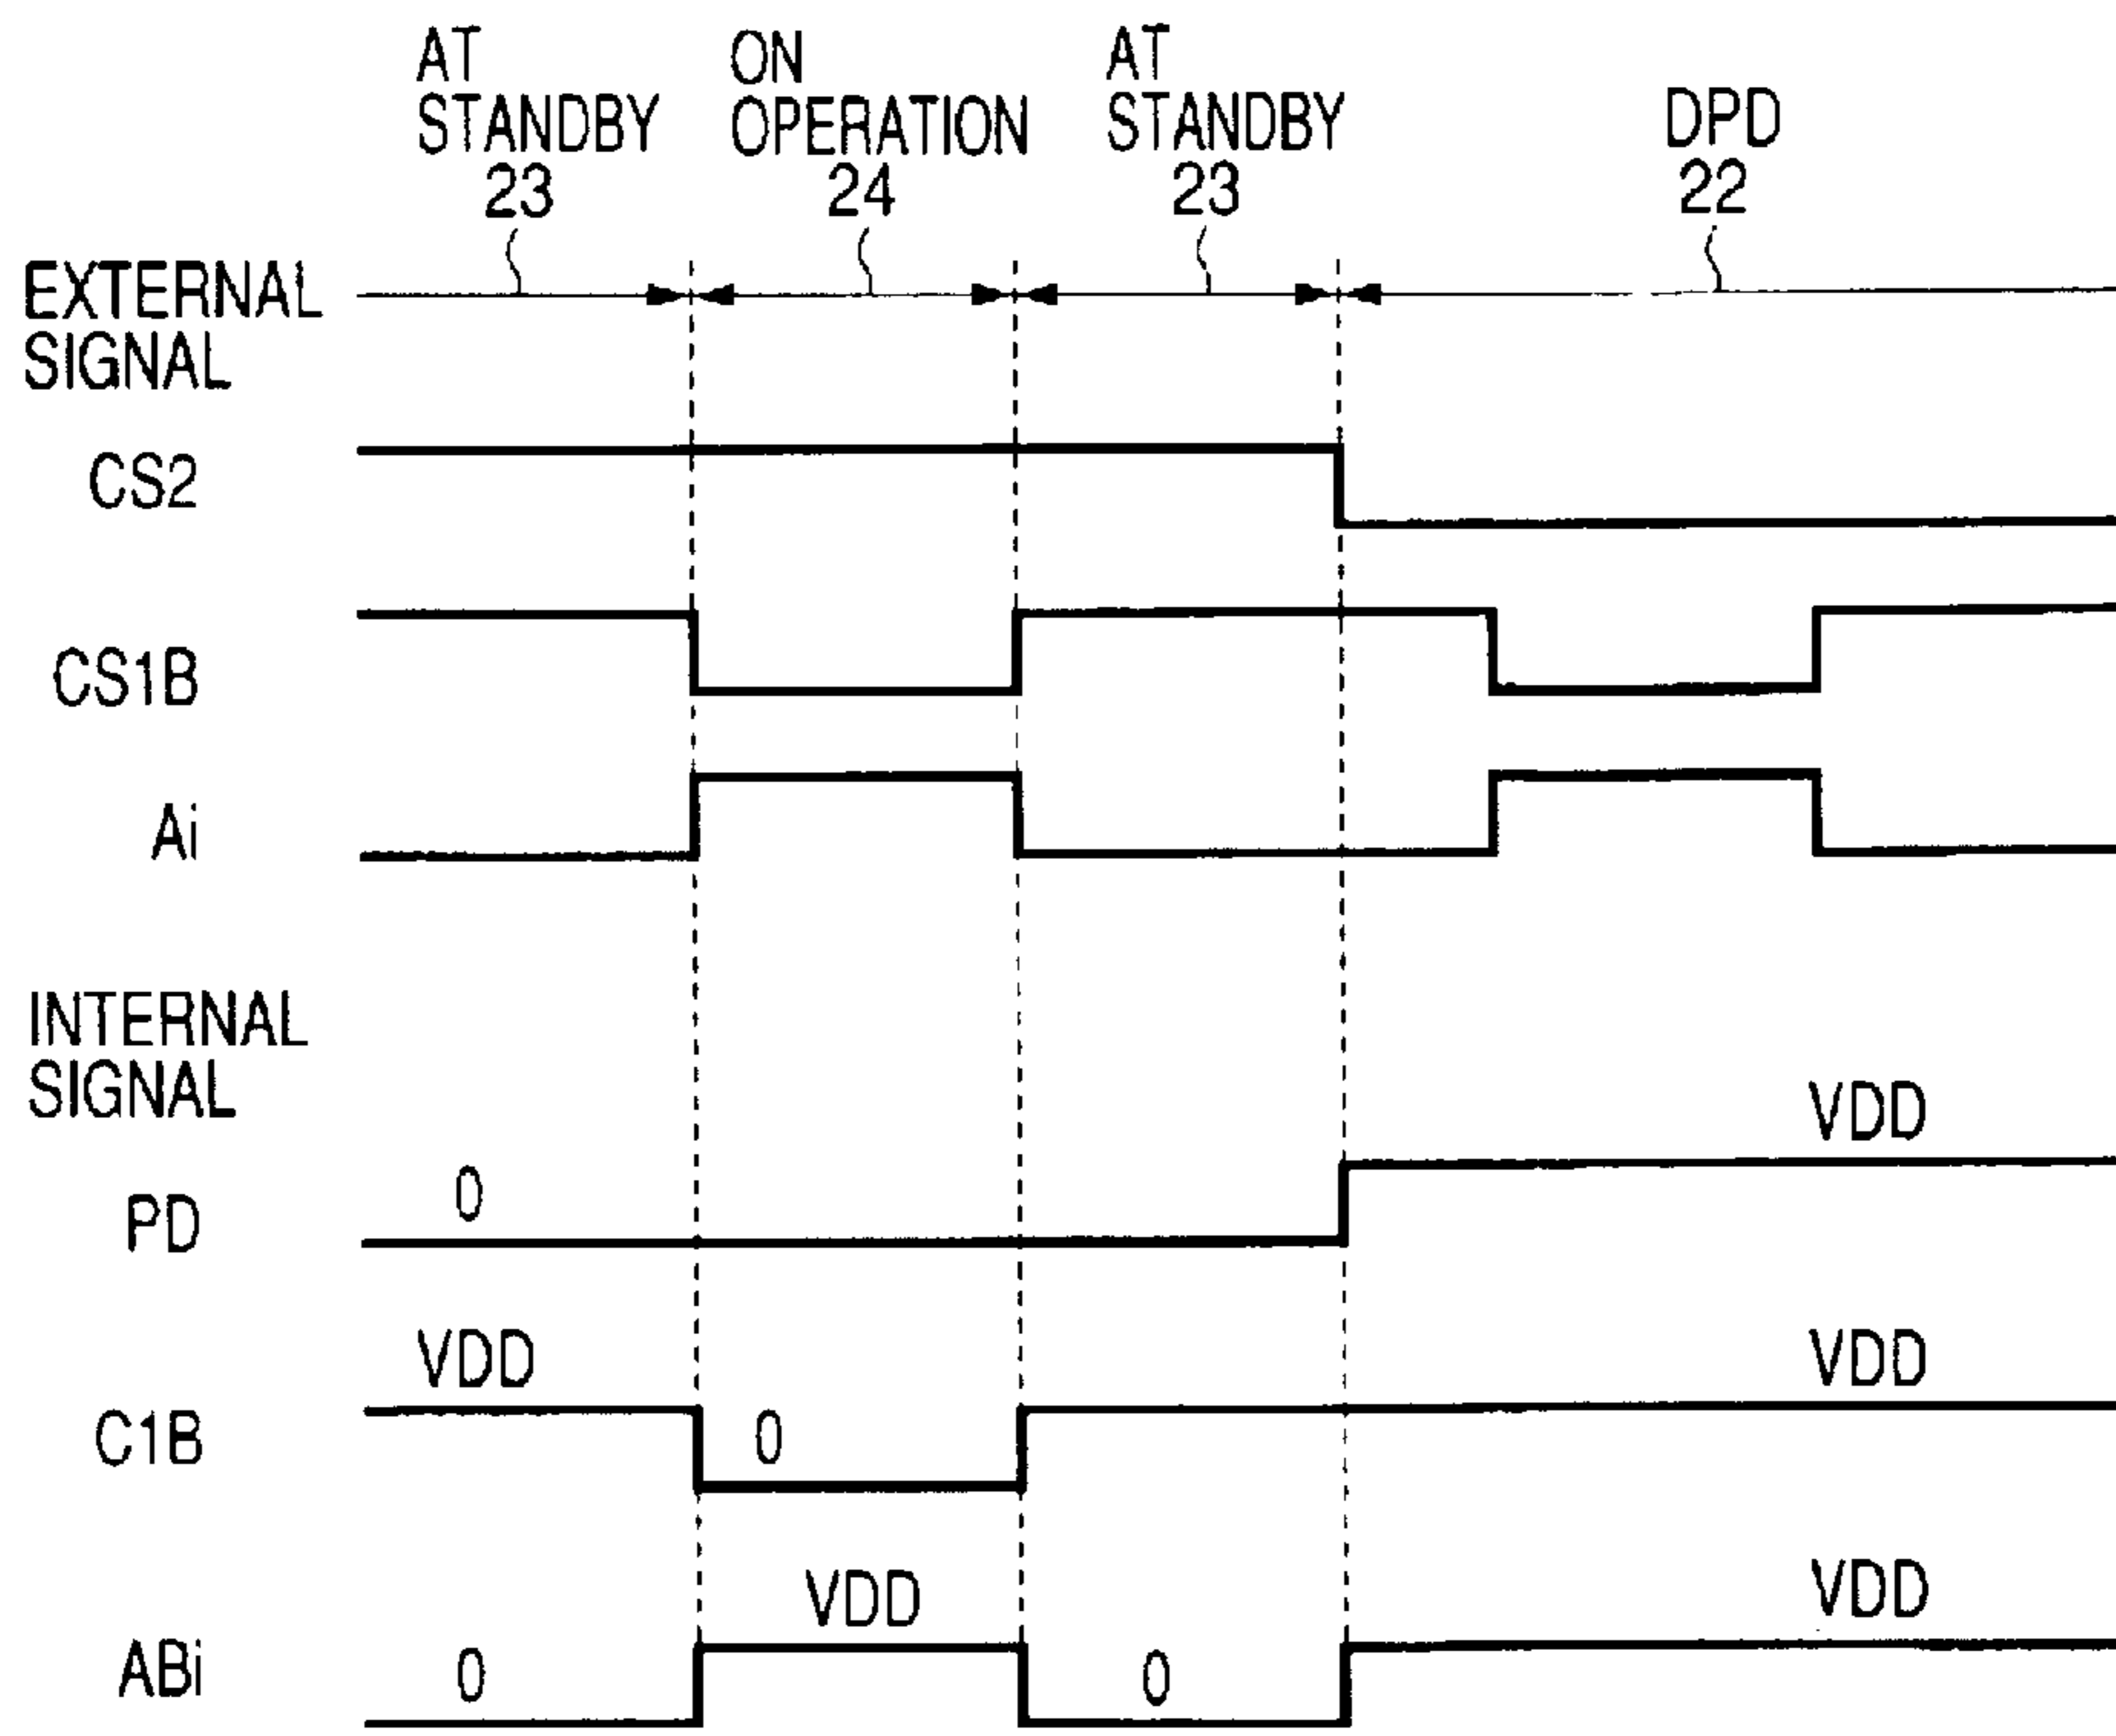 AT
STANDBY
23
ON
OPERATION
24
AT
STANDBY
23
DPD
22
EXTERNAL
SIGNAL
CS2
CS1B
Ai
INTERNAL
SIGNAL
PD
0
VDD
C1B
VDD
0
VDD
ABi
0
VDD
0
VDD